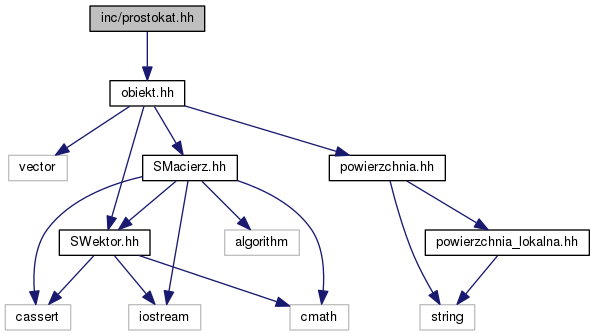 inc/prostokat.hh
obiekt.hh
vector
SMacierz.hh
powierzchnia.hh
SWektor.hh
algorithm
powierzchnia_lokalna.hh
cassert
iostream
cmath
string